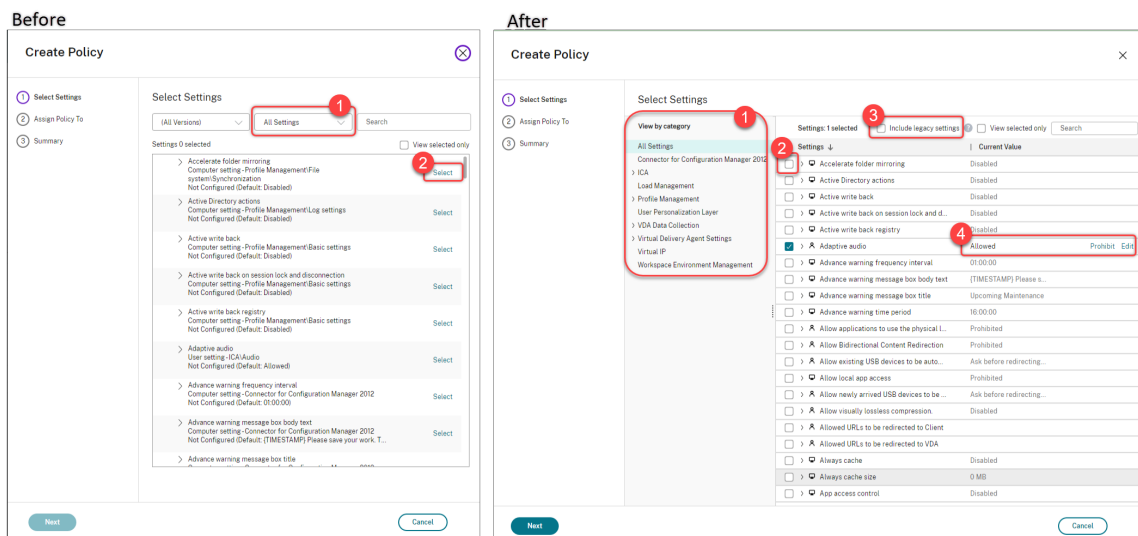 Before
Create Policy
1 Select Settings
2 Assign Policy To
3 Summary
Select Settings
1
(All Versions)
All Settings
Search
Settings 0 selected
View selected only
2
Accelerate folder mirroring
Computer setting - Profile Management\File
system\Synchronization
Not Configured (Default: Disabled)
Select
Active Directory actions
Computer setting - Profile Management\Log settings
Not Configured (Default: Disabled)
Select
Active write back
Computer setting - Profile Management\Basic settings
Not Configured (Default: Disabled)
Select
Active write back on session lock and disconnection
Computer setting - Profile Management\Basic settings
Not Configured (Default: Disabled)
Select
Active write back registry
Computer setting - Profile Management\Basic settings
Not Configured (Default: Disabled)
Select
Adaptive audio
User setting - ICA\Audio
Not Configured (Default: Allowed)
Select
Advance warning frequency interval
Computer setting - Connector for Configuration Manager 2012
Not Configured (Default: 01:00:00)
Select
Advance warning message box body text
Computer setting - Connector for Configuration Manager 2012
Not Configured (Default: {TIMESTAMP} Please save your work. T...
Select
Advance warning message box title
Next
Cancel
After
Create Policy
1 Select Settings
2 Assign Policy To
3 Summary
Select Settings
1
View by category
All Settings
Connector for Configuration Manager 2012
ICA
Load Management
Profile Management
User Personalization Layer
VDA Data Collection
Virtual Delivery Agent Settings
Virtual IP
Workspace Environment Management
3
Settings: 1 selected
Include legacy settings
View selected only
Search
2
Settings ↓ Current Value
Accelerate folder mirroring Disabled
Active Directory actions Disabled
Active write back Disabled
Active write back on session lock and d... Disabled
Active write back registry Disabled
4
Adaptive audio Allowed Prohibit Edit
Advance warning frequency interval 01:00:00
Advance warning message box body text {TIMESTAMP} Please s...
Advance warning message box title Upcoming Maintenance
Advance warning time period 16:00:00
Allow applications to use the physical l... Prohibited
Allow Bidirectional Content Redirection Prohibited
Allow existing USB devices to be auto... Ask before redirecting...
Allow local app access Prohibited
Allow newly arrived USB devices to be ... Ask before redirecting...
Allow visually lossless compression. Disabled
Allowed URLs to be redirected to Client
Allowed URLs to be redirected to VDA
Always cache Disabled
Always cache size 0 MB
App access control Disabled
Next
Cancel